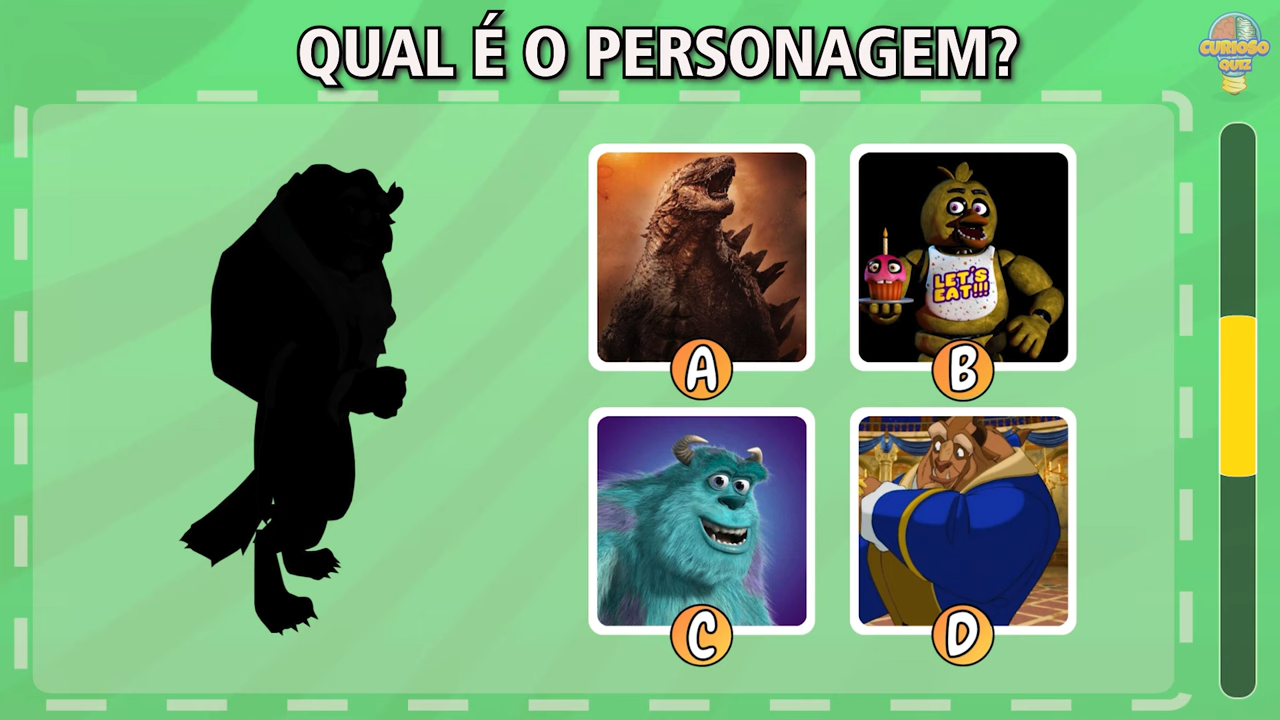 QUAL É O PERSONAGEM?
CURIOSO
QUIZ
LET'S
EAT!!!
A
B
C
D